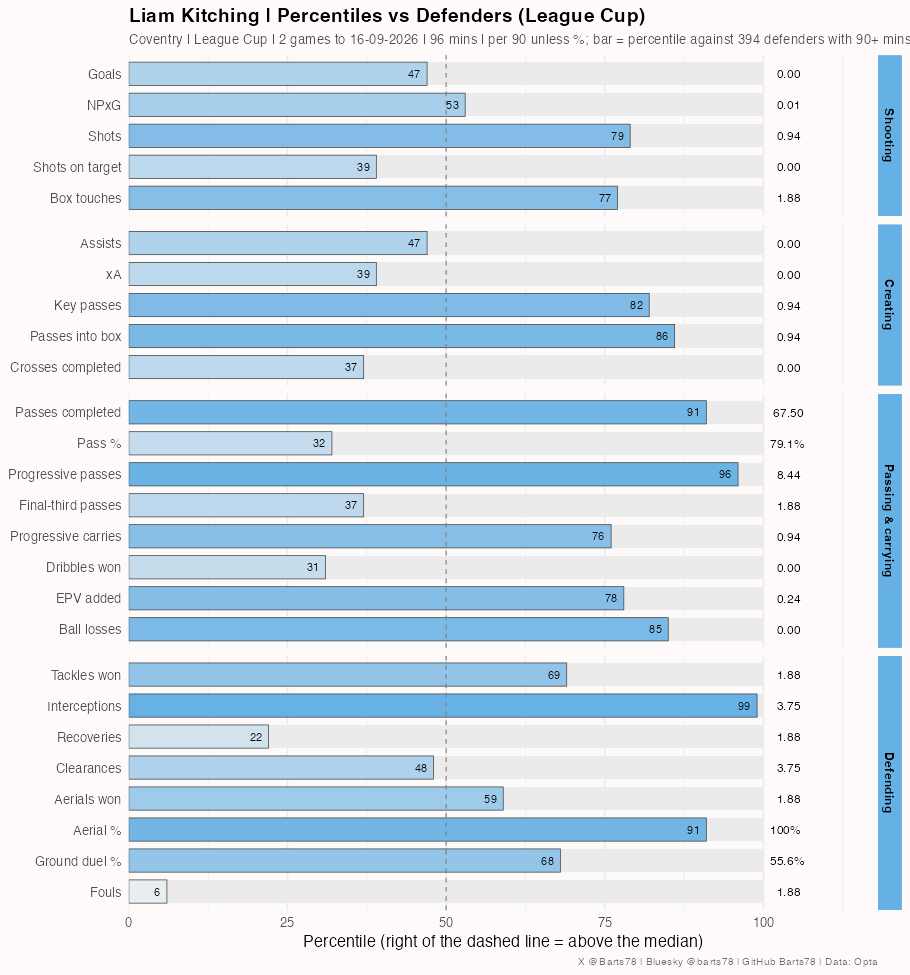 Liam Kitching | Percentiles vs Defenders (League Cup)
Coventry | League Cup | 2 games to 16-09-2026 | 96 mins | per 90 unless %; bar = percentile against 394 defenders with 90+ mins
Goals 47 0.00
NPxG 53 0.01
Shots 79 0.94
Shots on target 39 0.00
Box touches 77 1.88
Shooting
Assists 47 0.00
xA 39 0.00
Key passes 82 0.94
Passes into box 86 0.94
Crosses completed 37 0.00
Creating
Passes completed 91 67.50
Pass % 32 79.1%
Progressive passes 96 8.44
Final-third passes 37 1.88
Progressive carries 76 0.94
Dribbles won 31 0.00
EPV added 78 0.24
Ball losses 85 0.00
Passing & carrying
Tackles won 69 1.88
Interceptions 99 3.75
Recoveries 22 1.88
Clearances 48 3.75
Aerials won 59 1.88
Aerial % 91 100%
Ground duel % 68 55.6%
Fouls 6 1.88
Defending
0 25 50 75 100
Percentile (right of the dashed line = above the median)
X @Barts78 | Bluesky @barts78 | GitHub Barts78 | Data: Opta